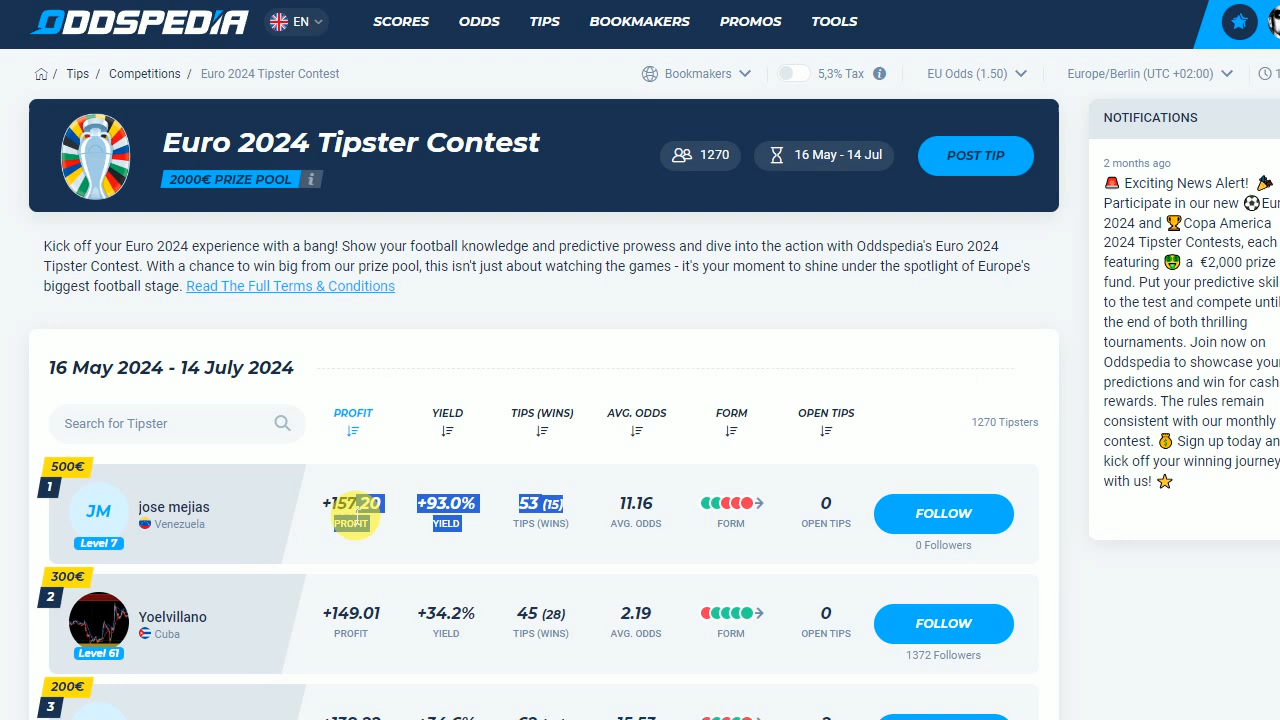 ODDSPEDIA EN SCORES ODDS TIPS BOOKMAKERS PROMOS TOOLS
/ Tips / Competitions / Euro 2024 Tipster Contest Bookmakers 5,3% Tax i EU Odds (1.50) Europe/Berlin (UTC +02:00)
Euro 2024 Tipster Contest
2000€ PRIZE POOL i
1270 16 May - 14 Jul POST TIP
Kick off your Euro 2024 experience with a bang! Show your football knowledge and predictive prowess and dive into the action with Oddspedia's Euro 2024
Tipster Contest. With a chance to win big from our prize pool, this isn't just about watching the games - it's your moment to shine under the spotlight of Europe's
biggest football stage. Read The Full Terms & Conditions
16 May 2024 - 14 July 2024
Search for Tipster PROFIT YIELD TIPS (WINS) AVG. ODDS FORM OPEN TIPS 1270 Tipsters
500€
1 JM jose mejias +157.20 +93.0% 53 (15) 11.16 0 FOLLOW
Venezuela PROFIT YIELD TIPS (WINS) AVG. ODDS FORM OPEN TIPS
Level 7 0 Followers
300€
2 Yoelvillano +149.01 +34.2% 45 (28) 2.19 0 FOLLOW
Cuba PROFIT YIELD TIPS (WINS) AVG. ODDS FORM OPEN TIPS
Level 61 1372 Followers
200€
3
NOTIFICATIONS
2 months ago
🚨 Exciting News Alert! 🎉
Participate in our new ⚽
2024 and 🏆Copa America
2024 Tipster Contests, each
featuring 🤑 a €2,000 prize
fund. Put your predictive
to the test and compete
the end of both thrilling
tournaments. Join now on
Oddspedia to showcase
predictions and win for cash
rewards. The rules remain
consistent with our monthly
contest. 💰 Sign up today
kick off your winning journey
with us! ⭐